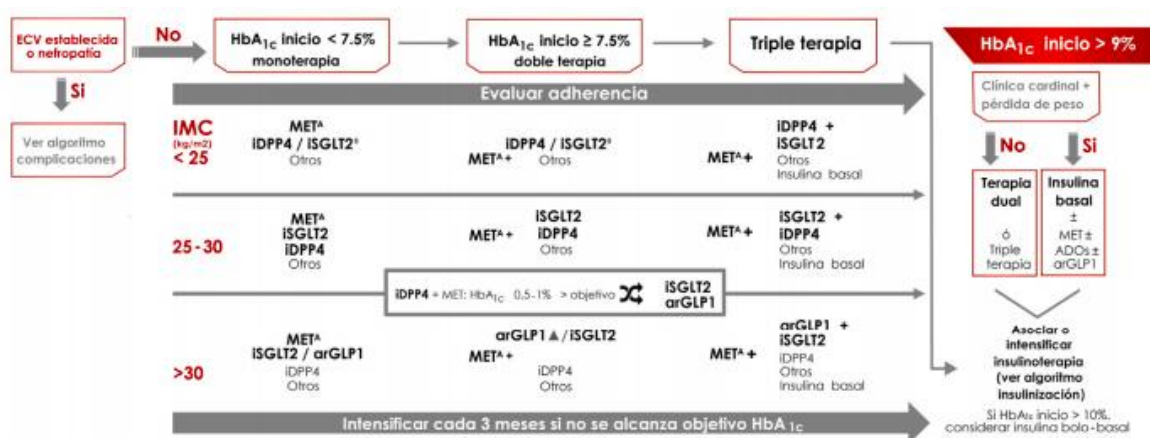 ECV establecida
o nefropatía
No
Si
Ver algoritmo
complicaciones
HbA1c inicio < 7.5%
monoterapia
HbA1c inicio ≥ 7.5%
doble terapia
Triple terapia
Evaluar adherencia
IMC
(kg/m2)
< 25
METᴬ
iDPP4 / iSGLT2*
Otros
METᴬ +
iDPP4 / iSGLT2*
Otros
METᴬ +
iDPP4 +
iSGLT2
Otros
Insulina basal
25-30
METᴬ
iSGLT2
iDPP4
Otros
METᴬ +
iSGLT2
iDPP4
Otros
METᴬ +
iSGLT2 +
iDPP4
Otros
Insulina basal
iDPP4 + MET: HbA1c 0,5-1% > objetivo
iSGLT2
arGLP1
>30
METᴬ
iSGLT2 / arGLP1
iDPP4
Otros
METᴬ +
arGLP1▲/iSGLT2
iDPP4
Otros
METᴬ +
arGLP1 +
iSGLT2
iDPP4
Otros
Insulina basal
Intensificar cada 3 meses si no se alcanza objetivo HbA1c
HbA1c inicio > 9%
Clínica cardinal +
pérdida de peso
No
Si
Terapia
dual
ó
Triple
terapia
Insulina
basal
±
MET±
ADOs±
arGLP1
Asociar o
intensificar
insulinoterapia
(ver algoritmo
insulinización)
Si HbA1c inicio > 10%,
considerar insulina bolo-basal